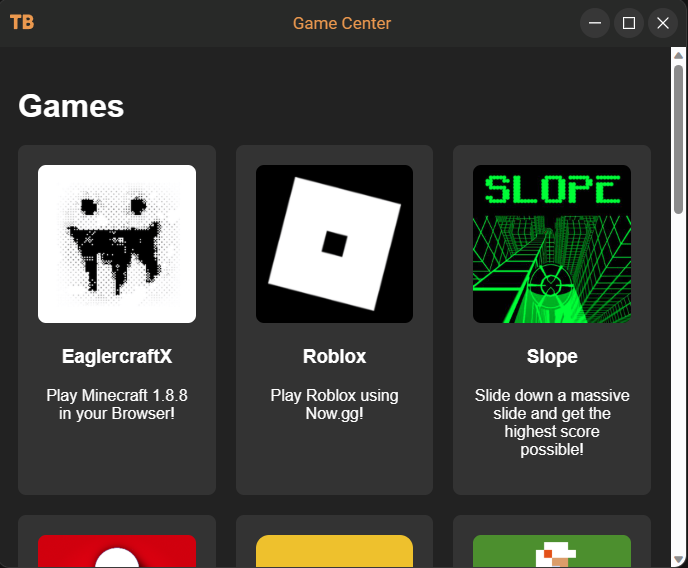 TB
Game Center
Games
SLOPE
EaglercraftX
Roblox
Slope
Play Minecraft 1.8.8
in your Browser!
Play Roblox using
Now.gg!
Slide down a massive
slide and get the
highest score
possible!